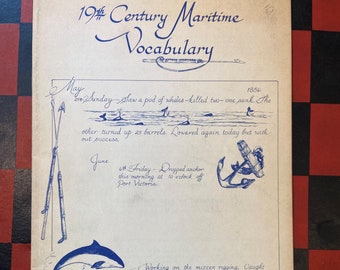 19th Century Maritime
Vocabulary
May 1856
Sunday - Saw a pod of whales - killed two - one sank. The
other turned up 25 barrels. Lowered again today but with
out success.
June
Friday - Dropped anchor
this morning at 10 o'clock off
Port Victoria.
Working on the mizzen rigging. Caught